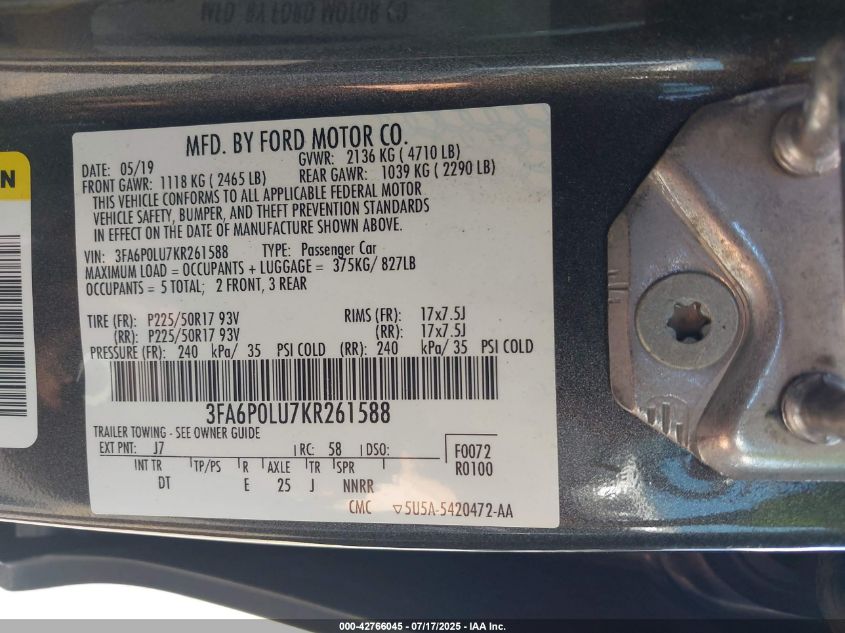 MFD. BY FORD MOTOR CO.
N
MFD. BY FORD MOTOR CO.
DATE: 05/19 GVWR: 2136 KG ( 4710 LB)
FRONT GAWR: 1118 KG ( 2465 LB) REAR GAWR: 1039 KG ( 2290 LB)
THIS VEHICLE CONFORMS TO ALL APPLICABLE FEDERAL MOTOR
VEHICLE SAFETY, BUMPER, AND THEFT PREVENTION STANDARDS
IN EFFECT ON THE DATE OF MANUFACTURE SHOWN ABOVE.
VIN: 3FA6P0LU7KR261588 TYPE: Passenger Car
MAXIMUM LOAD = OCCUPANTS + LUGGAGE = 375KG/ 827LB
OCCUPANTS = 5 TOTAL; 2 FRONT, 3 REAR
TIRE (FR): P225/50R17 93V RIMS (FR): 17x7.5J
(RR): P225/50R17 93V (RR): 17x7.5J
PRESSURE (FR): 240 kPa/ 35 PSI COLD (RR): 240 kPa/ 35 PSI COLD
3FA6P0LU7KR261588
TRAILER TOWING - SEE OWNER GUIDE
EXT PNT: J7 RC: 58 DSO: F0072
R0100
INT TR TP/PS R AXLE TR SPR
DT E 25 J NNRR
CMC ▽5U5A-5420472-AA
000-42766045 / 07/17/2025 - IAA Inc.